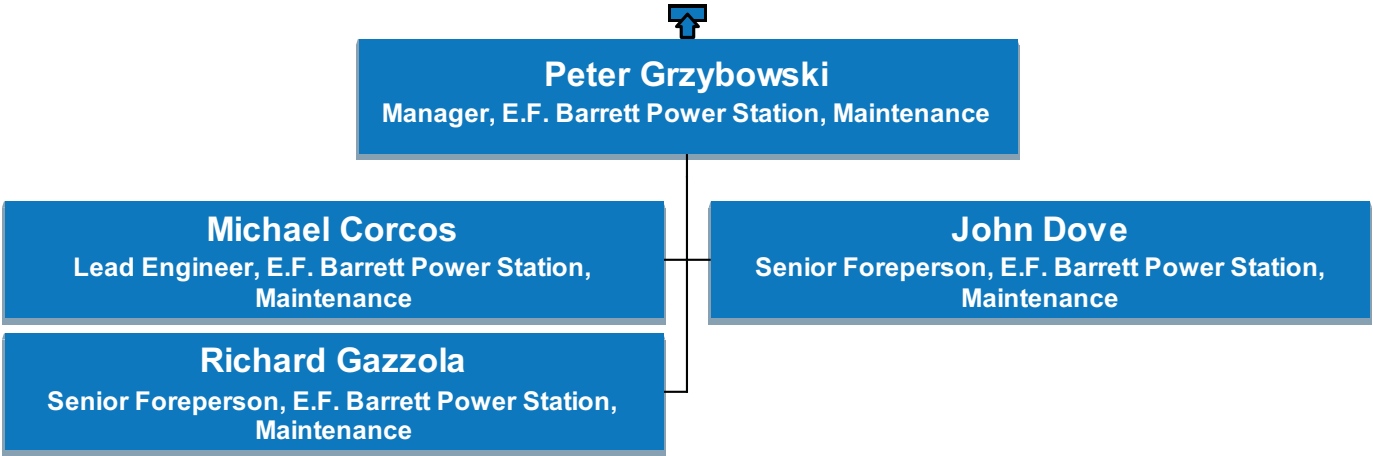 Peter Grzybowski
Manager, E.F. Barrett Power Station, Maintenance
Michael Corcos
Lead Engineer, E.F. Barrett Power Station,
Maintenance
John Dove
Senior Foreperson, E.F. Barrett Power Station,
Maintenance
Richard Gazzola
Senior Foreperson, E.F. Barrett Power Station,
Maintenance